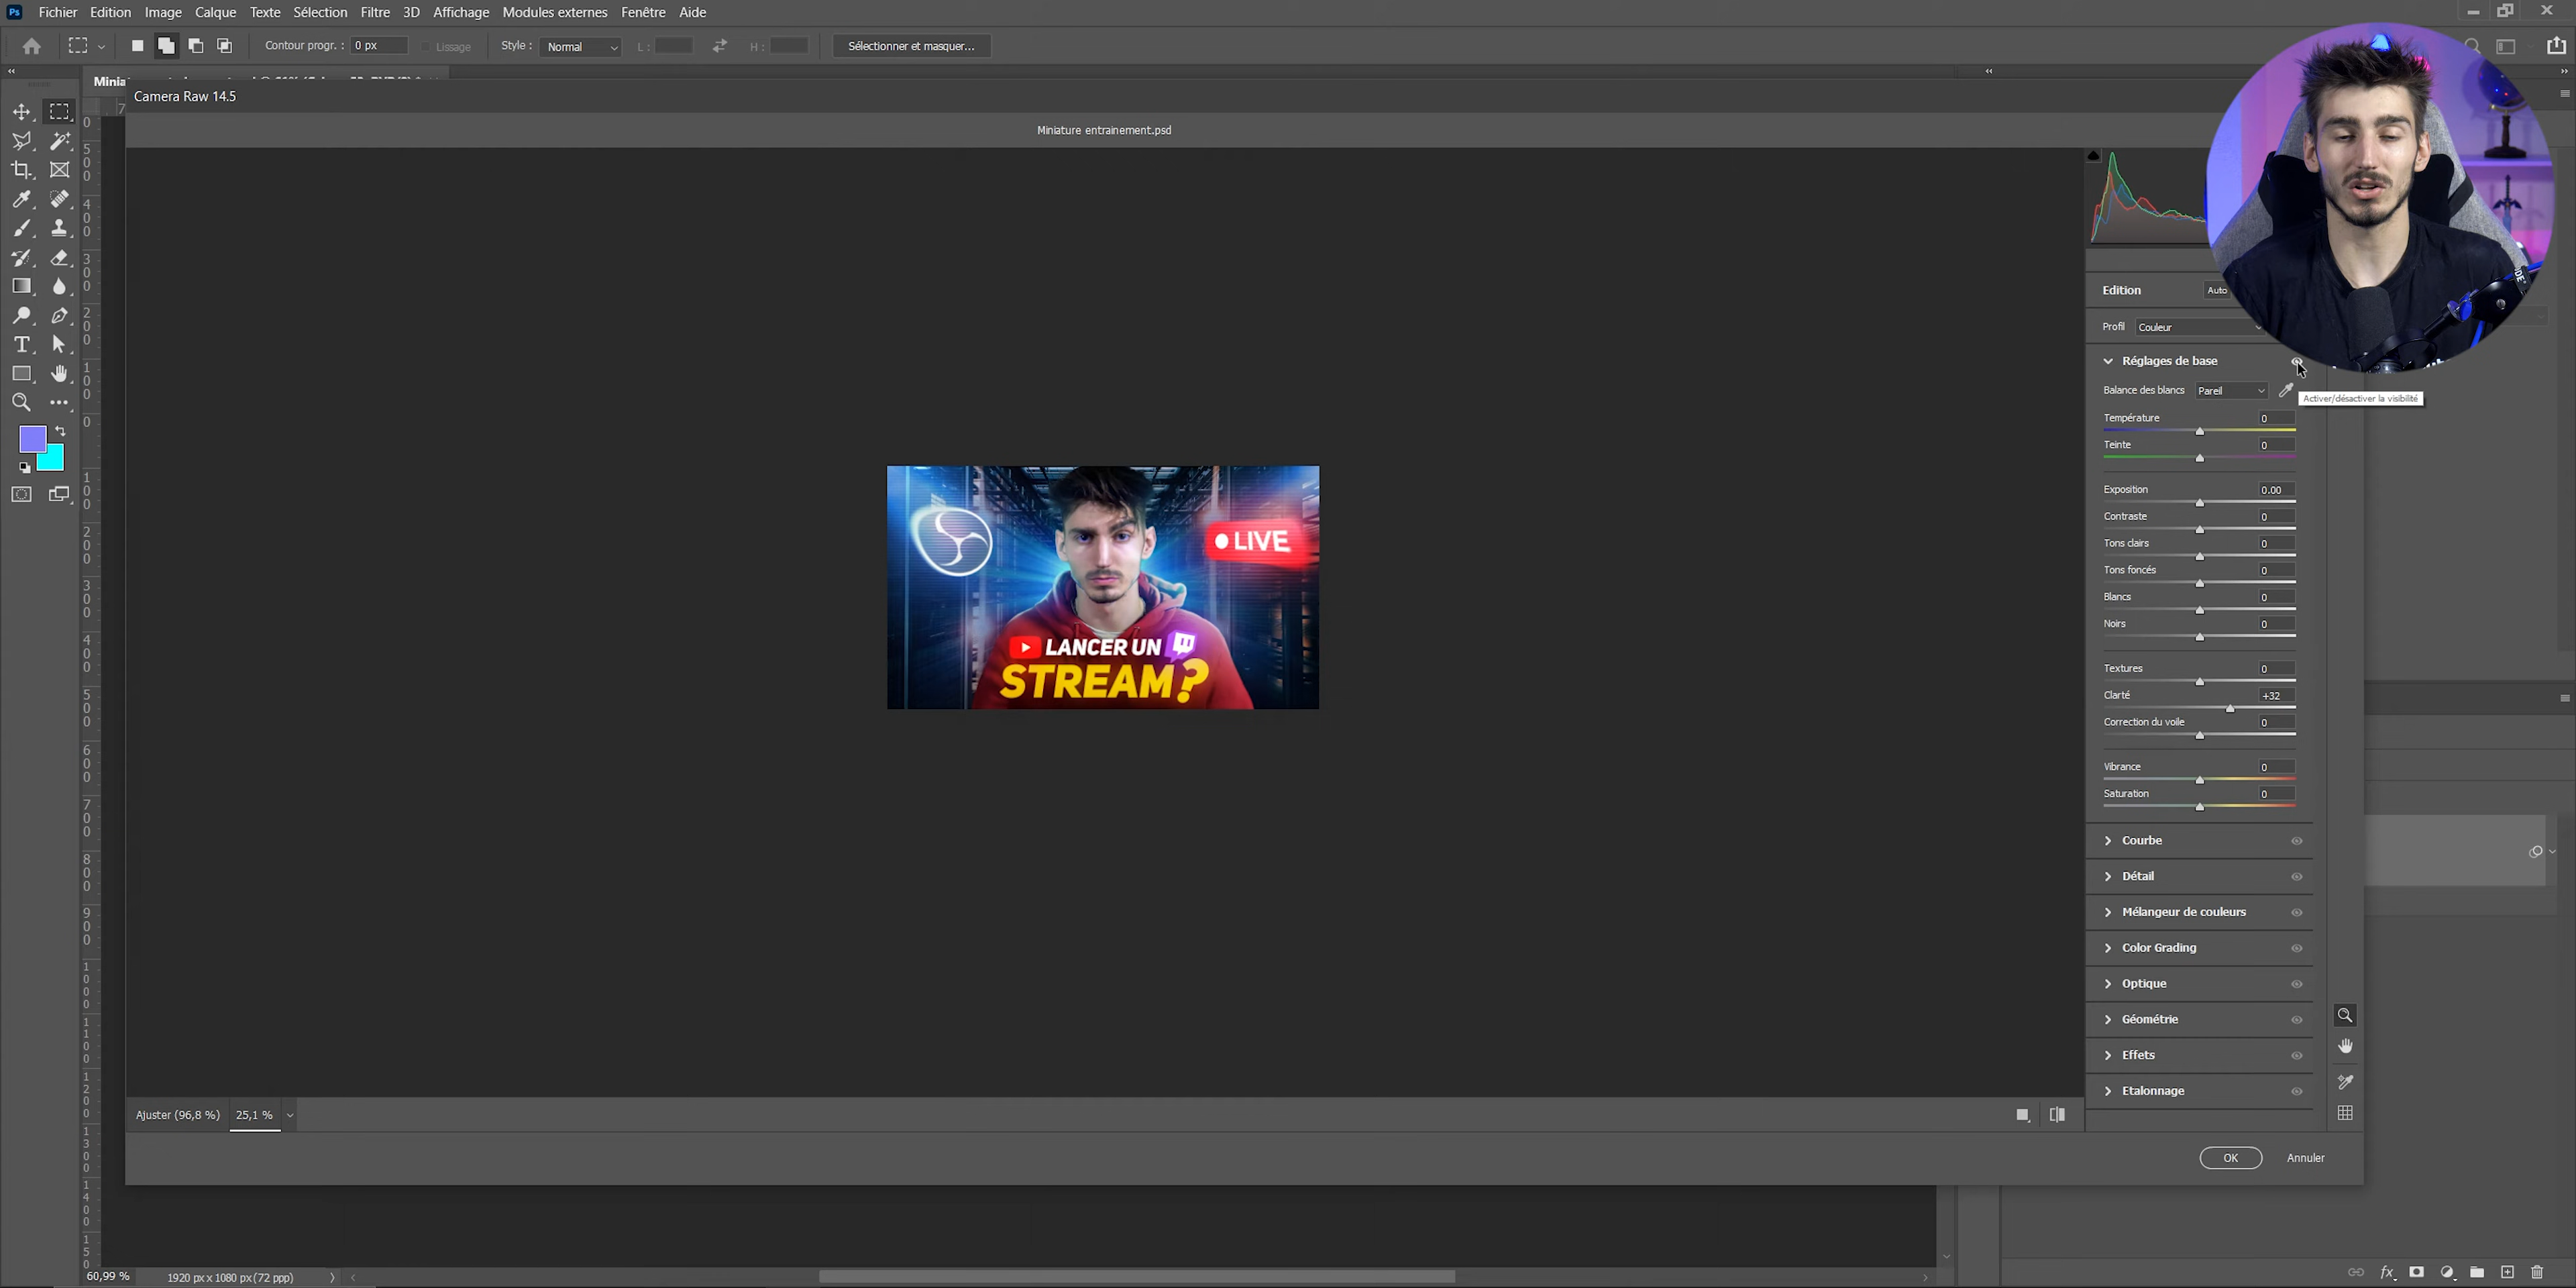 Ps Fichier Edition Image Calque Texte Sélection Filtre 3D Affichage Modules externes Fenêtre Aide
Contour progr. : 0 px Lissage Style : Normal L : H : Sélectionner et masquer...
Camera Raw 14.5
Miniature entrainement.psd
Edition Auto
Profil Couleur
Réglages de base
Balance des blancs Pareil
Activer/désactiver la visibilité
Température 0
Teinte 0
Exposition 0.00
Contraste 0
Tons clairs 0
Tons foncés 0
Blancs 0
Noirs 0
Textures 0
Clarté +32
Correction du voile 0
Vibrance 0
Saturation 0
LIVE
LANCER UN
STREAM?
Courbe
Détail
Mélangeur de couleurs
Color Grading
Optique
Géométrie
Effets
Etalonnage
Ajuster (96,8 %) 25,1 %
OK Annuler
60,99 % 1920 px x 1080 px (72 ppp)